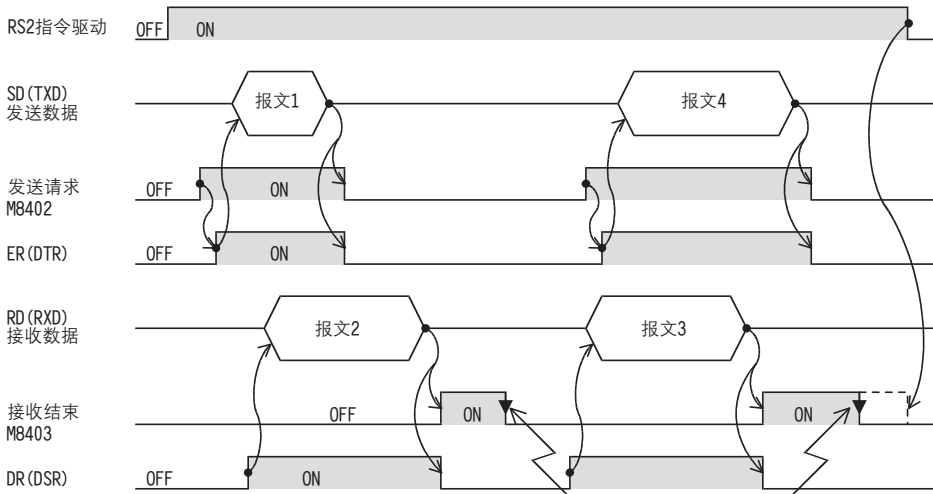 RS2指令驱动 OFF ON
SD(TXD)
发送数据
报文1 报文4
发送请求
M8402
OFF ON
ER(DTR) OFF ON
RD(RXD)
接收数据
报文2 报文3
接收结束
M8403
OFF ON ON
DR(DSR) OFF ON